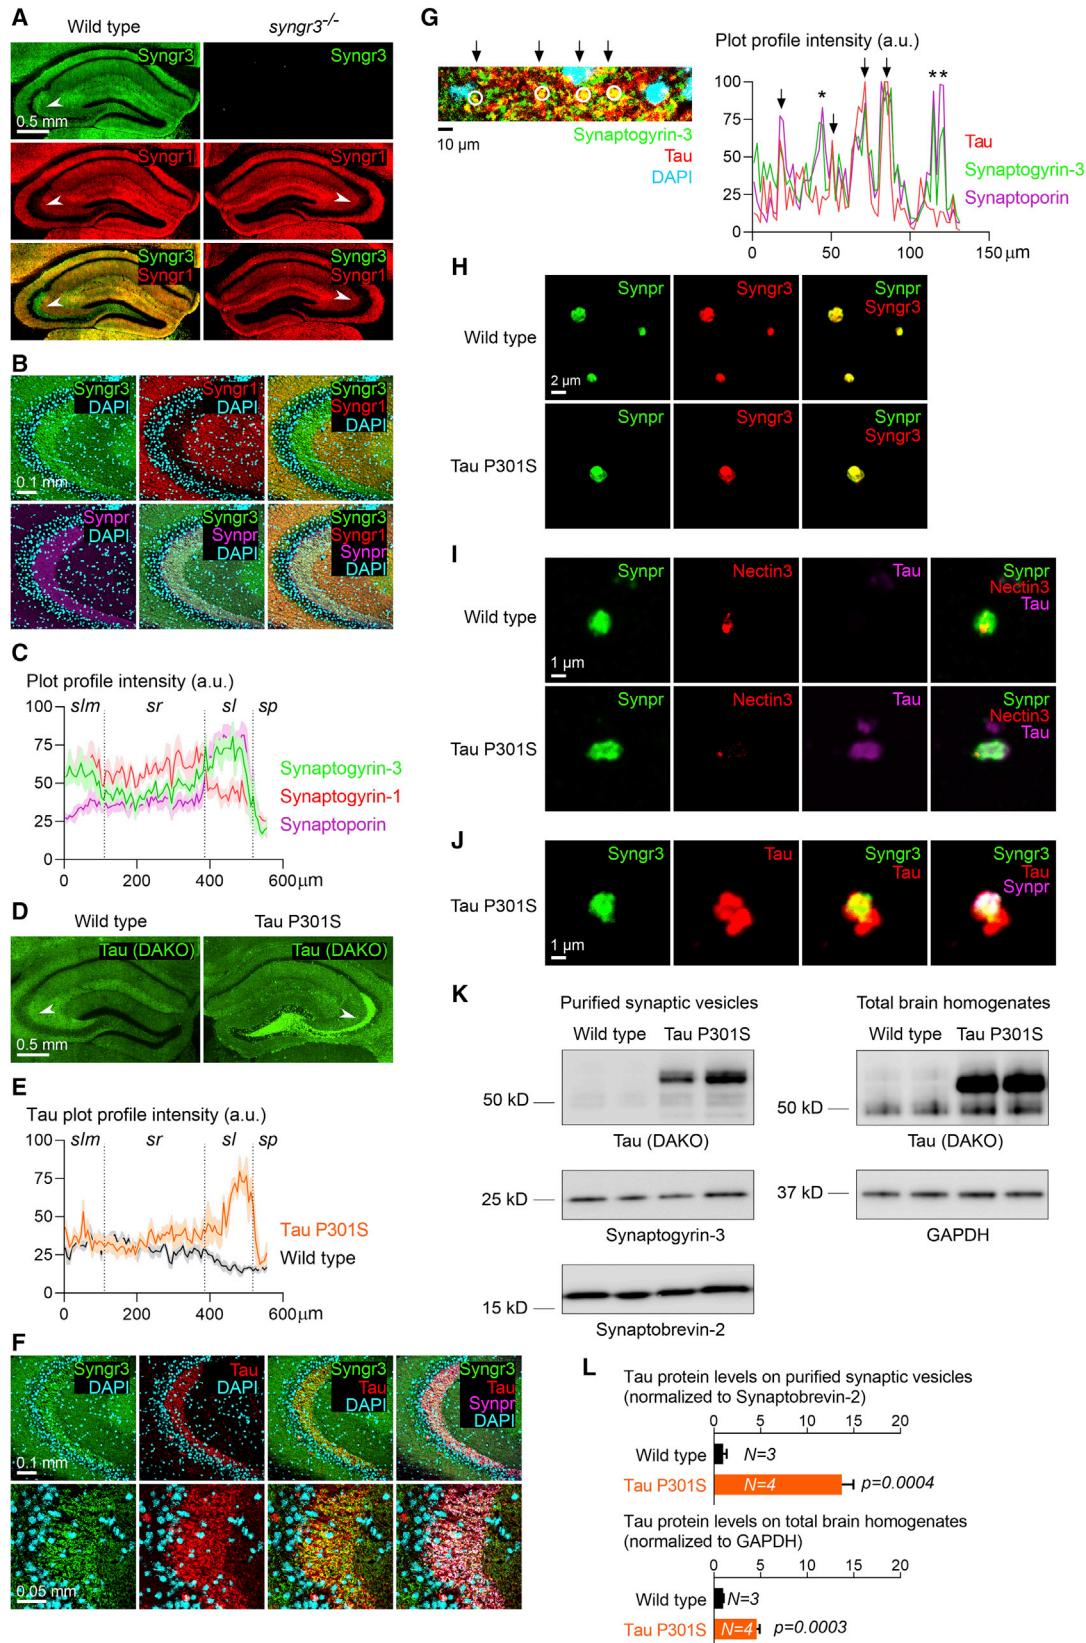 A
Wild type
syngr3-/-
Syngr3
Syngr3
0.5 mm
Syngr1
Syngr1
Syngr3
Syngr1
Syngr3
Syngr1
B
Syngr3
DAPI
Syngr1
DAPI
Syngr3
Syngr1
DAPI
0.1 mm
Synpr
DAPI
Syngr3
Synpr
DAPI
Syngr3
Syngr1
Synpr
DAPI
C
Plot profile intensity (a.u.)
100
75
50
25
0
slm
sr
sl
sp
Synaptogyrin-3
Synaptogyrin-1
Synaptoporin
0
200
400
600μm
D
Wild type
Tau P301S
Tau (DAKO)
Tau (DAKO)
0.5 mm
E
Tau plot profile intensity (a.u.)
100
75
50
25
0
slm
sr
sl
sp
Tau P301S
Wild type
0
200
400
600μm
F
Syngr3
DAPI
Tau
DAPI
Syngr3
Tau
DAPI
Syngr3
Tau
Synpr
DAPI
0.1 mm
0.05 mm
G
10 μm
Synaptogyrin-3
Tau
DAPI
Plot profile intensity (a.u.)
100
75
50
25
0
*
**
Tau
Synaptogyrin-3
Synaptoporin
0
50
100
150μm
H
Wild type
Synpr
Syngr3
Synpr
Syngr3
2 μm
Tau P301S
Synpr
Syngr3
Synpr
Syngr3
I
Wild type
Synpr
Nectin3
Tau
Synpr
Nectin3
Tau
1 μm
Tau P301S
Synpr
Nectin3
Tau
Synpr
Nectin3
Tau
J
Tau P301S
Syngr3
Tau
Syngr3
Tau
Syngr3
Tau
Synpr
1 μm
K
Purified synaptic vesicles
Wild type
Tau P301S
50 kD
Tau (DAKO)
25 kD
Synaptogyrin-3
15 kD
Synaptobrevin-2
Total brain homogenates
Wild type
Tau P301S
50 kD
Tau (DAKO)
37 kD
GAPDH
L
Tau protein levels on purified synaptic vesicles
(normalized to Synaptobrevin-2)
0 5 10 15 20
Wild type N=3
Tau P301S N=4 p=0.0004
Tau protein levels on total brain homogenates
(normalized to GAPDH)
0 5 10 15 20
Wild type N=3
Tau P301S N=4 p=0.0003